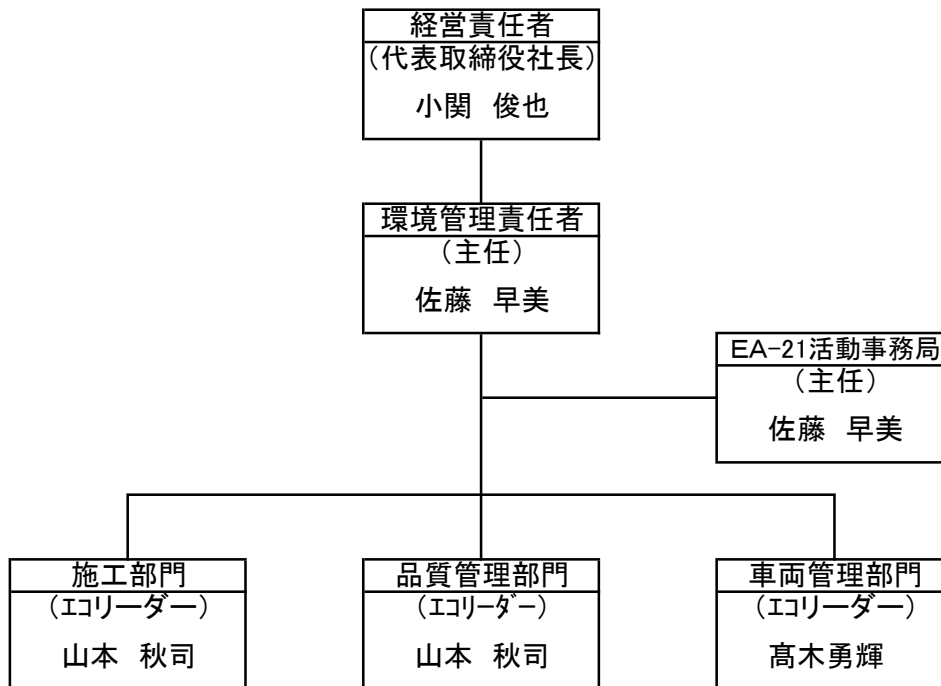 経営責任者
(代表取締役社長)
小関　俊也
環境管理責任者
(主任)
佐藤　早美
EA-21活動事務局
(主任)
佐藤　早美
施工部門
(ｴｺリーダー)
山本　秋司
品質管理部門
(ｴｺﾘｰﾀﾞｰ)
山本　秋司
車両管理部門
(ｴｺリーダー)
髙木勇輝